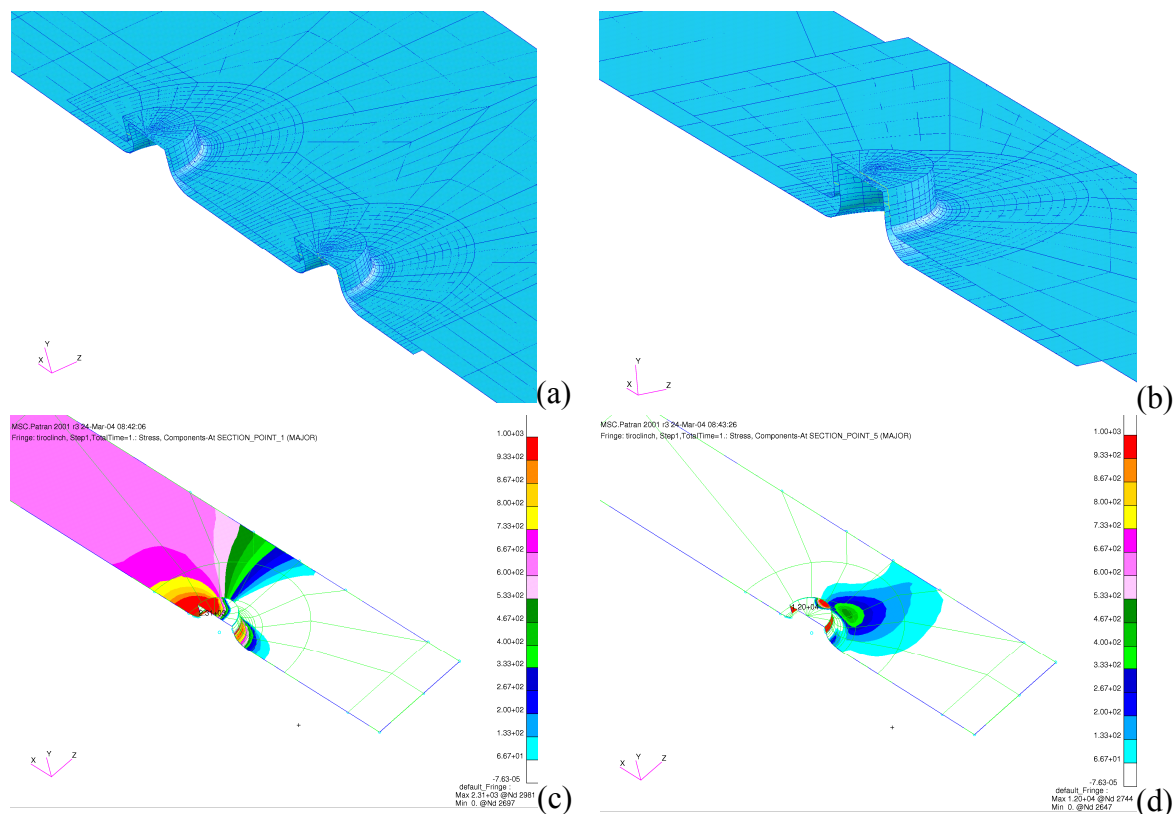 Y
X
Z
(a)
Y
X
Z
(b)
MSC.Patran 2001 r3 24-Mar-04 08:42:06
Fringe: tiroclinch, Step1,TotalTime=1.: Stress, Components-At SECTION_POINT_1 (MAJOR)
1.00+03
9.33+02
8.67+02
8.00+02
7.33+02
6.67+02
6.00+02
5.33+02
4.67+02
4.00+02
3.33+02
2.67+02
2.00+02
1.33+02
6.67+01
-7.63-05
2.31+03
Y
X
Z
default_Fringe :
Max 2.31+03 @Nd 2981
Min 0. @Nd 2697
(c)
MSC.Patran 2001 r3 24-Mar-04 08:43:26
Fringe: tiroclinch, Step1,TotalTime=1.: Stress, Components-At SECTION_POINT_5 (MAJOR)
1.00+03
9.33+02
8.67+02
8.00+02
7.33+02
6.67+02
6.00+02
5.33+02
4.67+02
4.00+02
3.33+02
2.67+02
2.00+02
1.33+02
6.67+01
-7.63-05
1.20+04
Y
X
Z
default_Fringe :
Max 1.20+04 @Nd 2744
Min 0. @Nd 2647
(d)